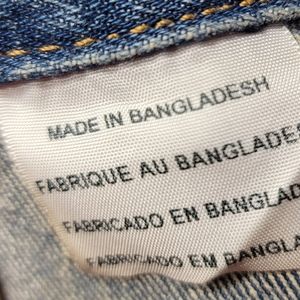 MADE IN BANGLADESH
FABRIQUE AU BANGLADES
FABRICADO EN BANGLAD
FABRICADO EM BANGLA